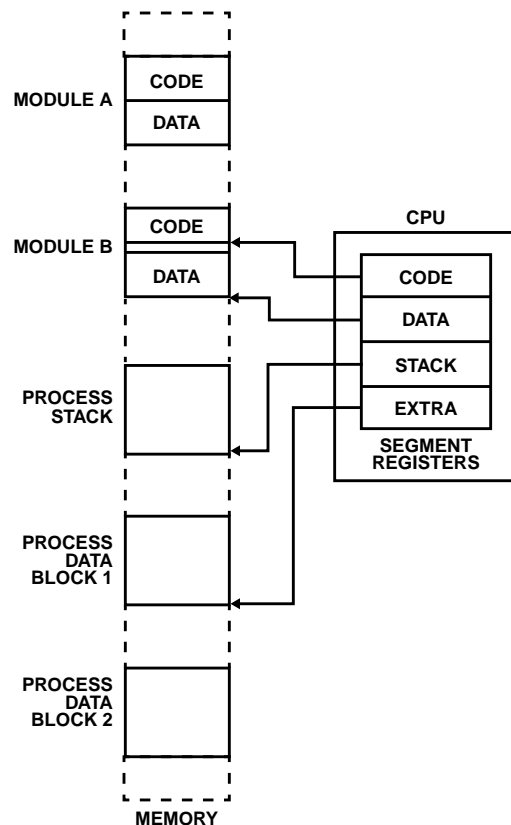 MODULE A
CODE
DATA
MODULE B
CODE
DATA
PROCESS
STACK
PROCESS
DATA
BLOCK 1
PROCESS
DATA
BLOCK 2
MEMORY
CPU
CODE
DATA
STACK
EXTRA
SEGMENT
REGISTERS